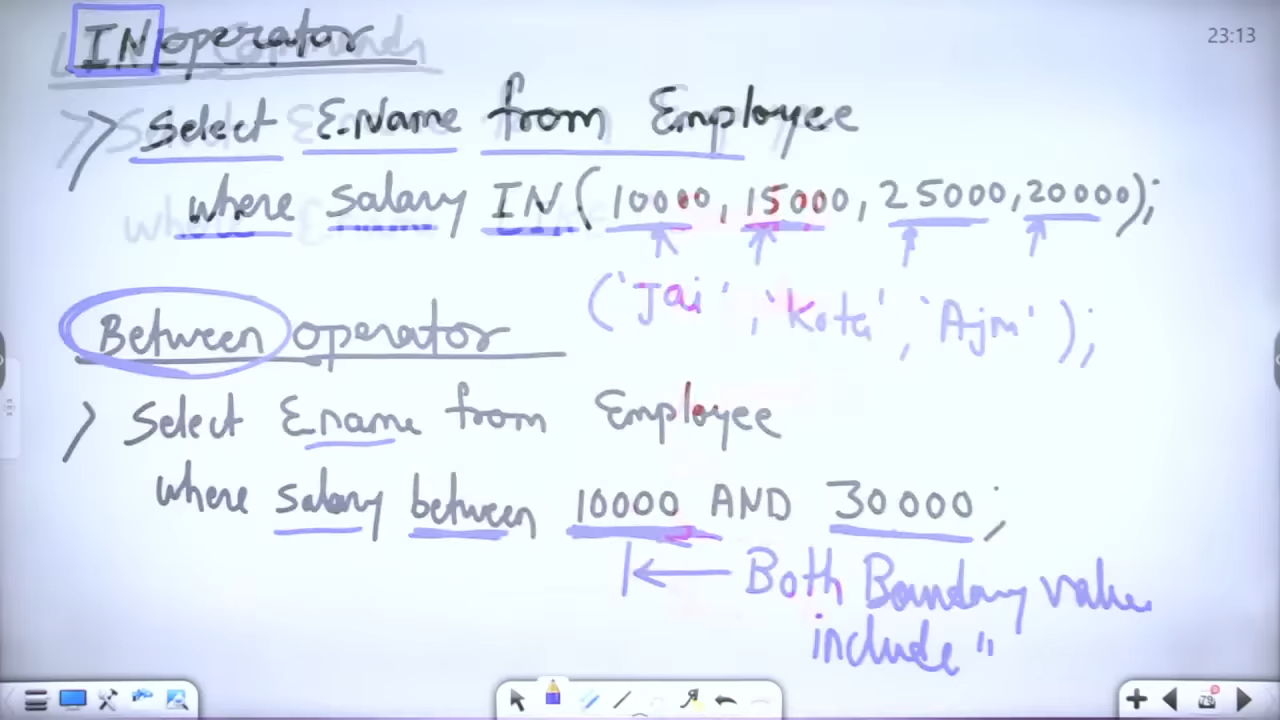 IN operator
23:13
> Select E.Name from Employee
where salary IN (10000, 15000, 25000, 20000);
('Jai', 'Kota', 'Ajm');
Between operator
> Select Ename from Employee
where salary between 10000 AND 30000;
Both Boundary value
include"